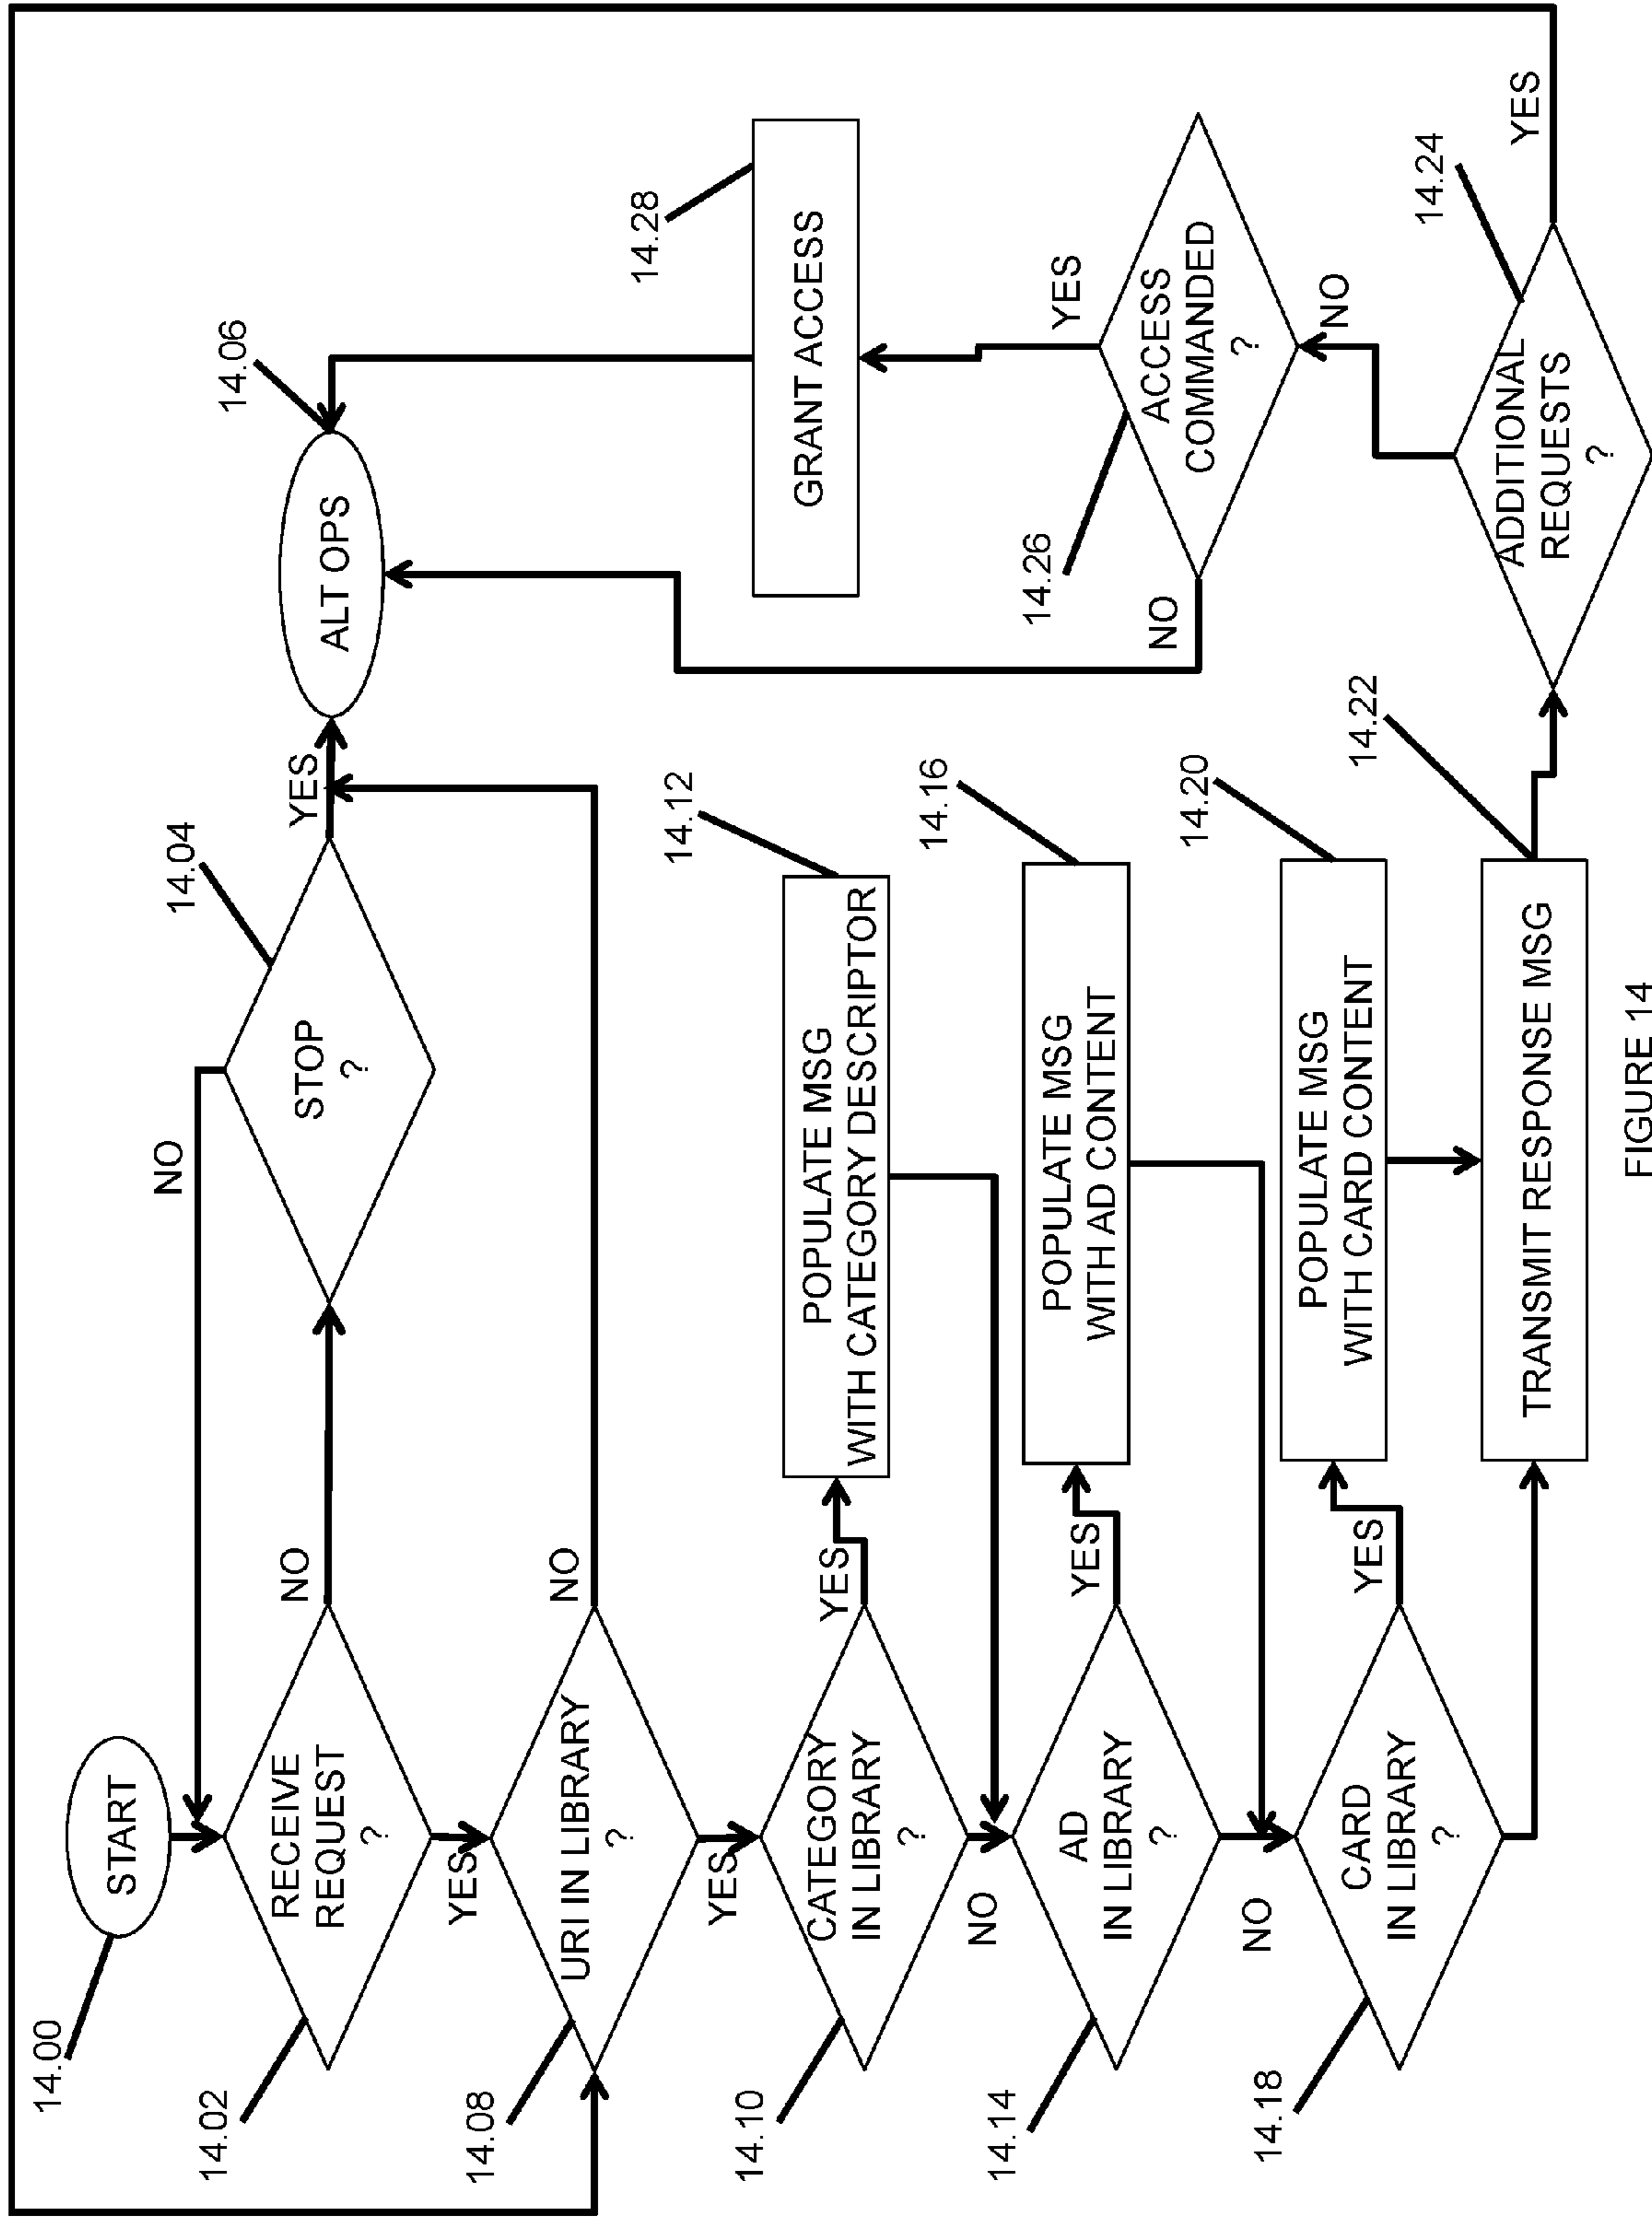 14.00
START
14.02
RECEIVE
REQUEST
?
NO
YES
NO
14.04
STOP
?
YES
14.06
ALT OPS
14.08
URI IN LIBRARY
?
NO
YES
14.10
CATEGORY
IN LIBRARY
?
YES
NO
14.12
POPULATE MSG
WITH CATEGORY DESCRIPTOR
14.14
AD
IN LIBRARY
?
YES
NO
14.16
POPULATE MSG
WITH AD CONTENT
14.18
CARD
IN LIBRARY
?
YES
14.20
POPULATE MSG
WITH CARD CONTENT
14.22
TRANSMIT RESPONSE MSG
14.24
ADDITIONAL
REQUESTS
?
YES
NO
14.26
ACCESS
COMMANDED
?
NO
YES
14.28
GRANT ACCESS
FIGURE 14